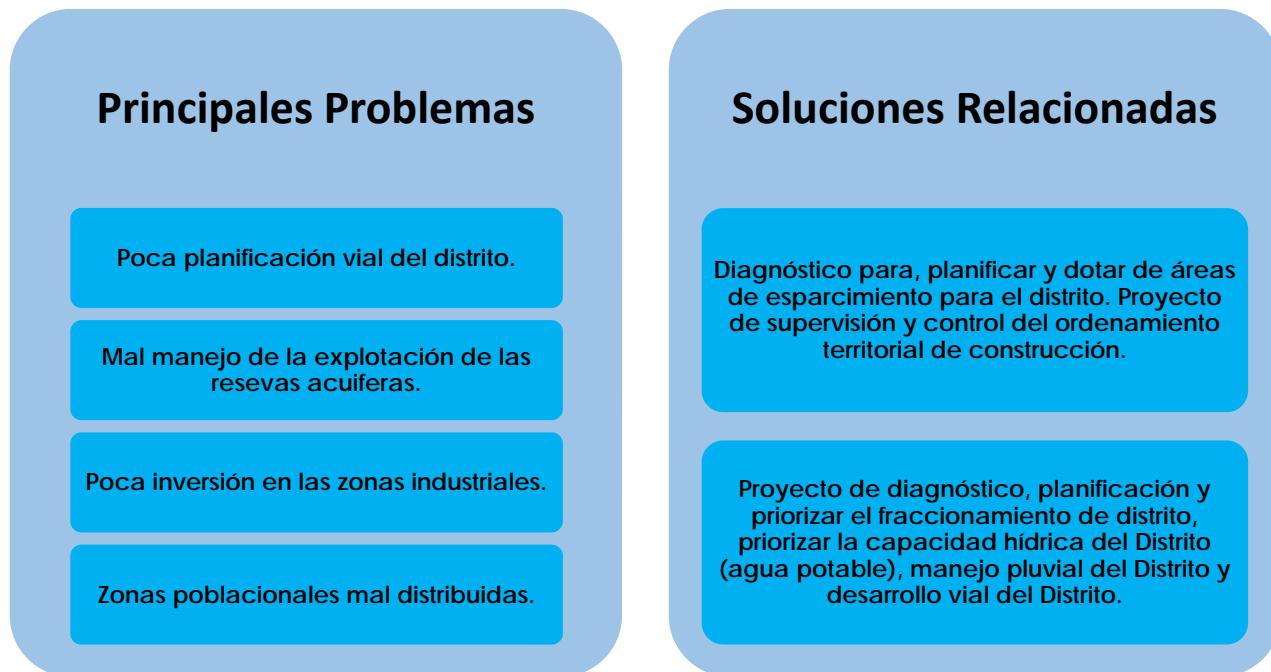 Principales Problemas
Poca planificación vial del distrito.
Mal manejo de la explotación de las
resevas acuiferas.
Poca inversión en las zonas industriales.
Zonas poblacionales mal distribuidas.
Soluciones Relacionadas
Diagnóstico para, planificar y dotar de áreas
de esparcimiento para el distrito. Proyecto
de supervisión y control del ordenamiento
territorial de construcción.
Proyecto de diagnóstico, planificación y
priorizar el fraccionamiento de distrito,
priorizar la capacidad hídrica del Distrito
(agua potable), manejo pluvial del Distrito y
desarrollo vial del Distrito.